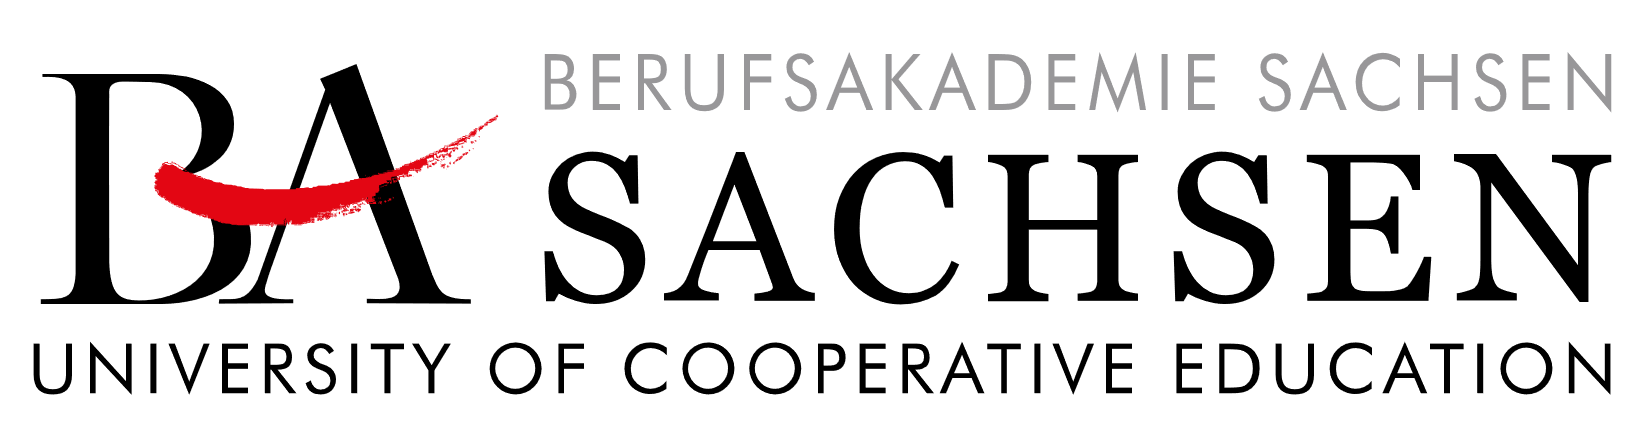 BERUFSAKADEMIE SACHSEN
BA SACHSEN
UNIVERSITY OF COOPERATIVE EDUCATION